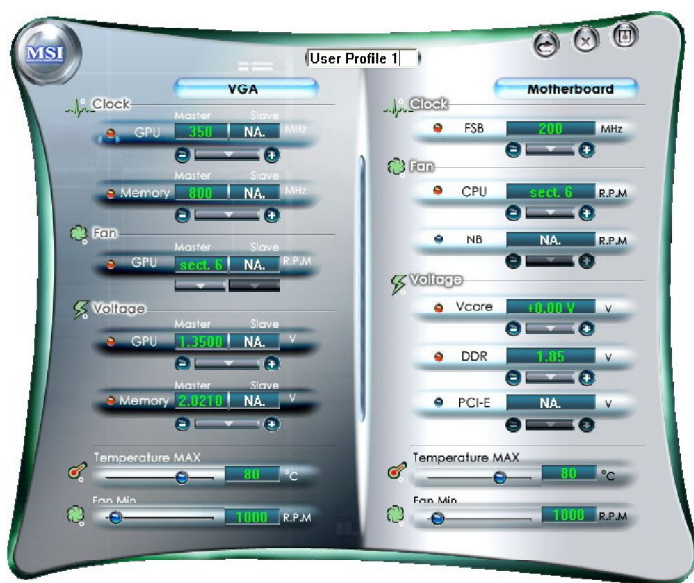 MSI
User Profile 1
VGA
Clock
Master Slave
GPU 350 NA. MHz
Memory 800 NA. MHz
Fan
Master Slave
GPU sect. 6 NA. R.P.M
Voltage
Master Slave
GPU 1.3500 NA. V
Master Slave
Memory 2.0210 NA. V
Temperature MAX
80 °C
Fan Min
1000 R.P.M
Motherboard
Clock
FSB 200 MHz
Fan
CPU sect. 6 R.P.M
NB NA. R.P.M
Voltage
Vcore +0.00 V V
DDR 1.85 V
PCI-E NA. V
Temperature MAX
80 °C
Fan Min
1000 R.P.M